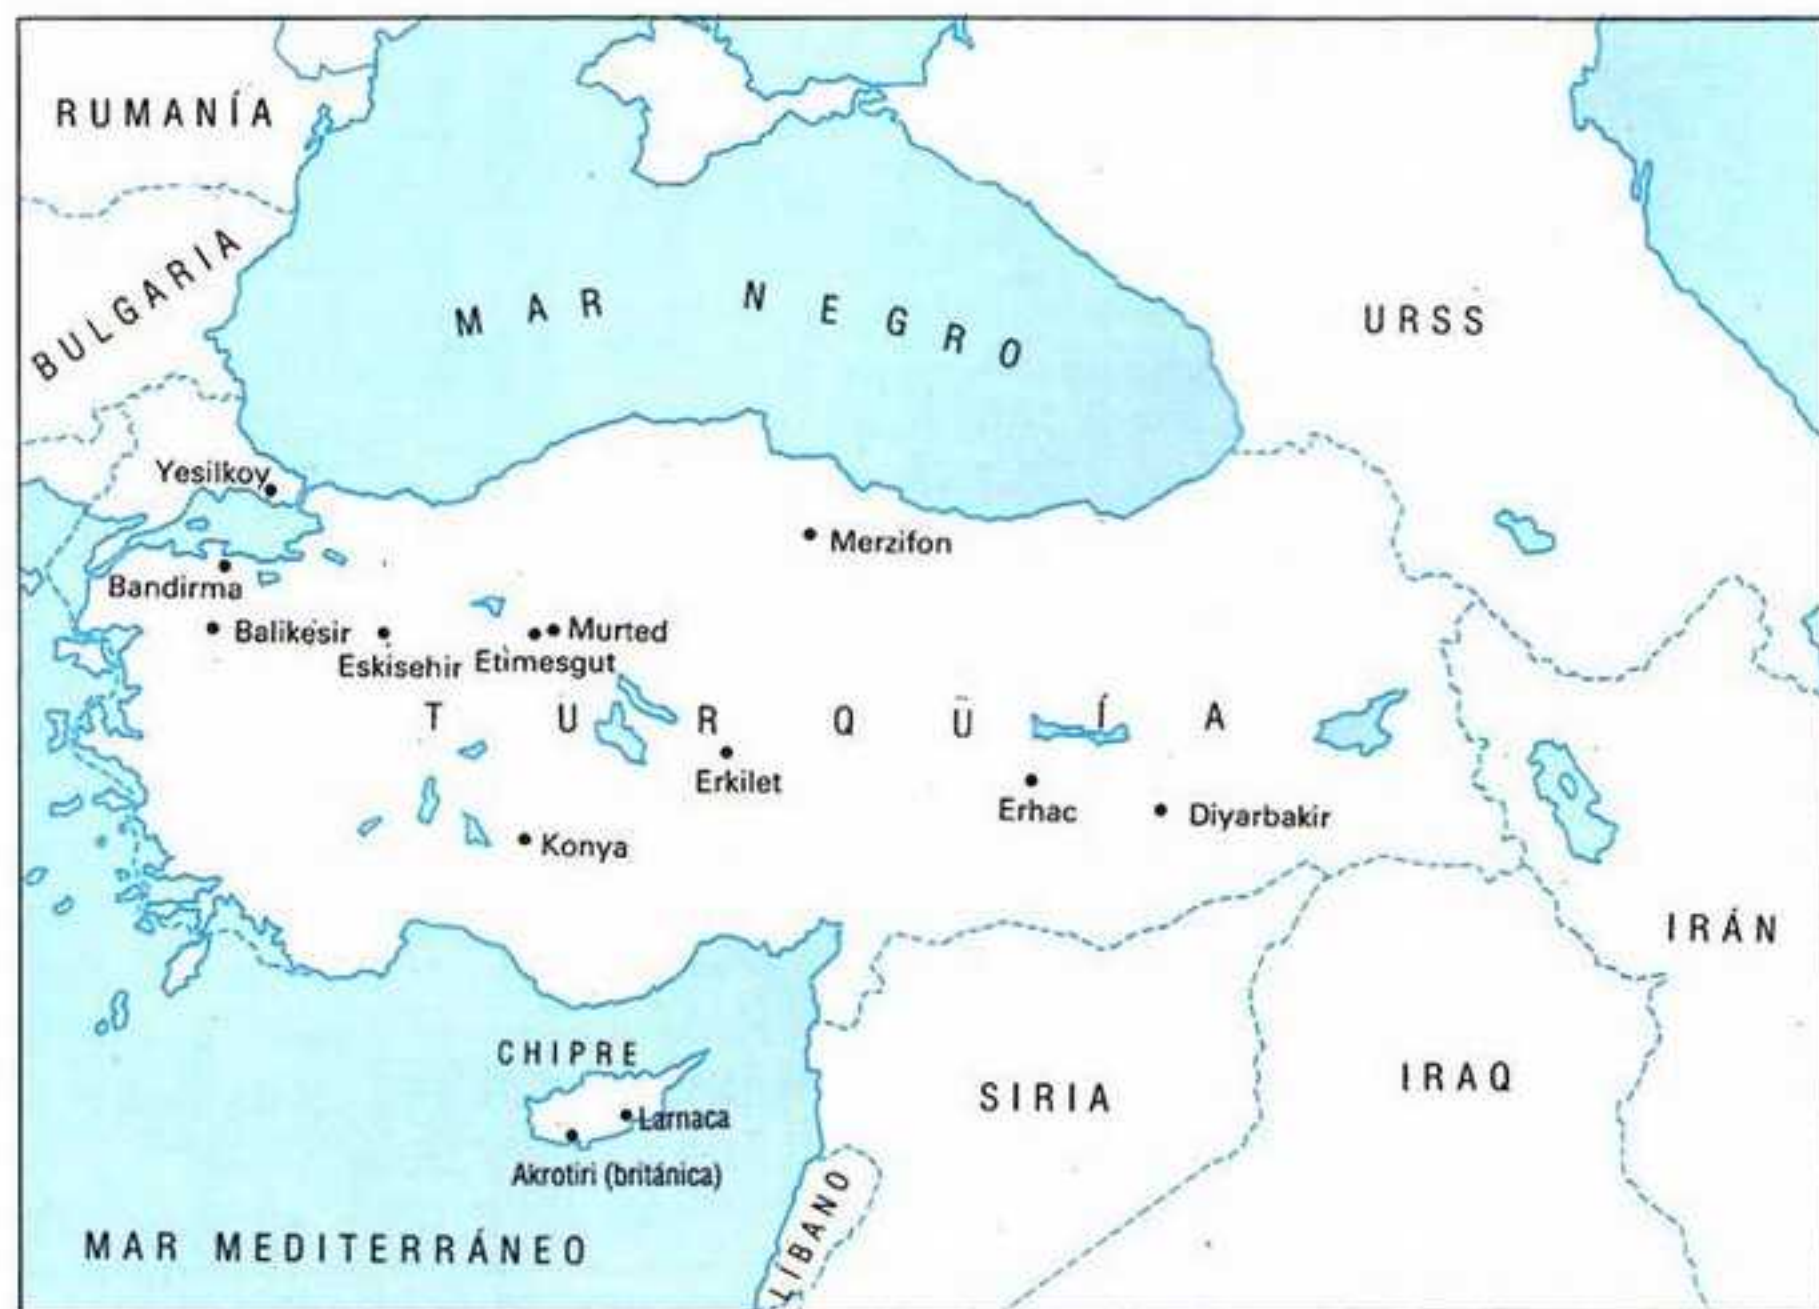 RUMANÍA
BULGARIA
MAR NEGRO
URSS
Yesilkoy
Merzifon
Bandirma
Balikesir
Murted
Eskisehir
Etimesgut
TURQÜÍA
Erkilet
Erhac
Diyarbakir
Konya
IRÁN
CHIPRE
IRAQ
SIRIA
Larnaca
Akrotiri (británica)
LÍBANO
MAR MEDITERRÁNEO